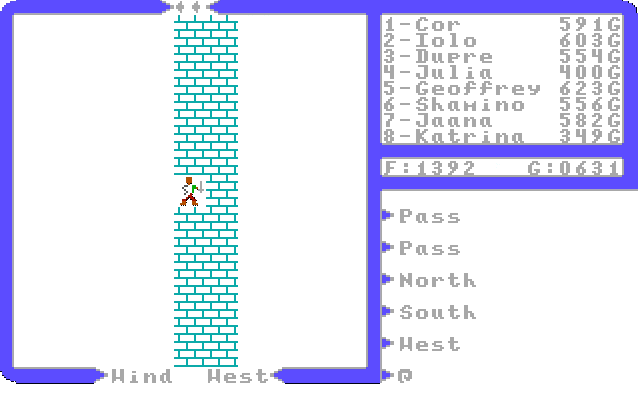 1-Cor 591G
2-Iolo 603G
3-Dupre 554G
4-Julia 400G
5-Geoffrey 623G
6-Shamino 556G
7-Jaana 582G
8-Katrina 349G
F:1392 G:0631
Pass
Pass
North
South
West
@
Wind West